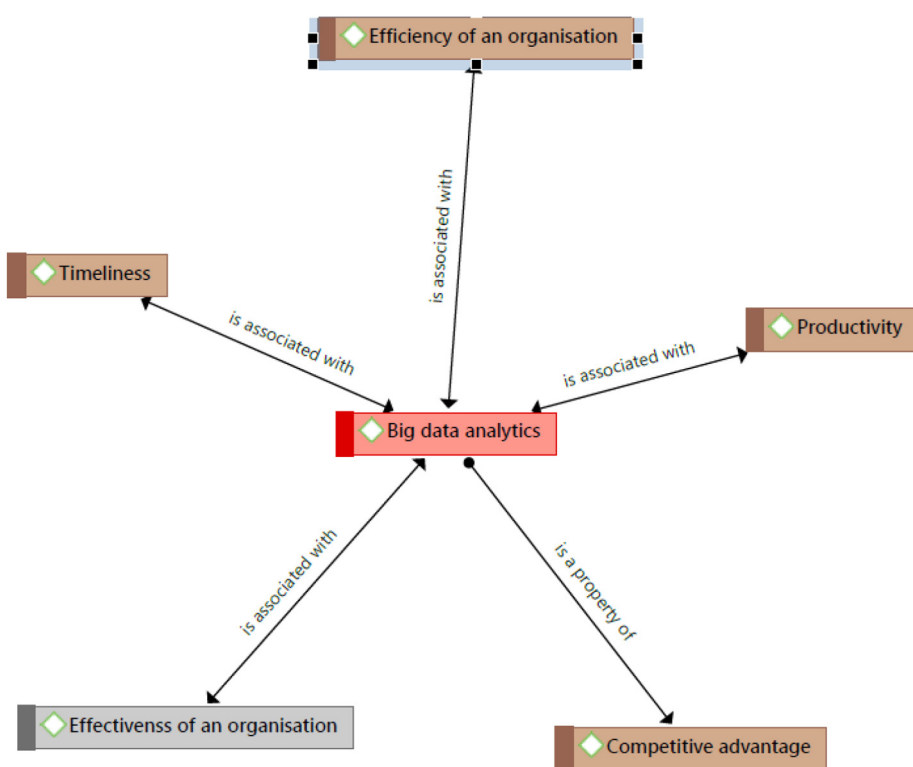 Efficiency of an organisation
is associated with
Timeliness
is associated with
Productivity
is associated with
Big data analytics
is associated with
is a property of
Effectivenss of an organisation
Competitive advantage